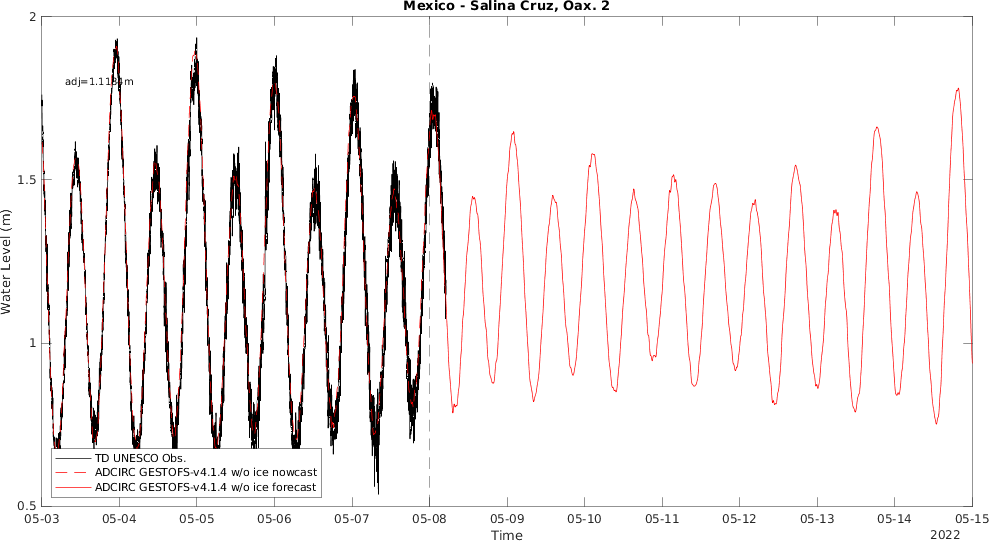 Mexico - Salina Cruz, Oax. 2
adj=1.1184m
Water Level (m)
2
1.5
1
0.5
TD UNESCO Obs.
ADCIRC GESTOFS-v4.1.4 w/o ice nowcast
ADCIRC GESTOFS-v4.1.4 w/o ice forecast
05-03 05-04 05-05 05-06 05-07 05-08 05-09 05-10 05-11 05-12 05-13 05-14 05-15
Time
2022